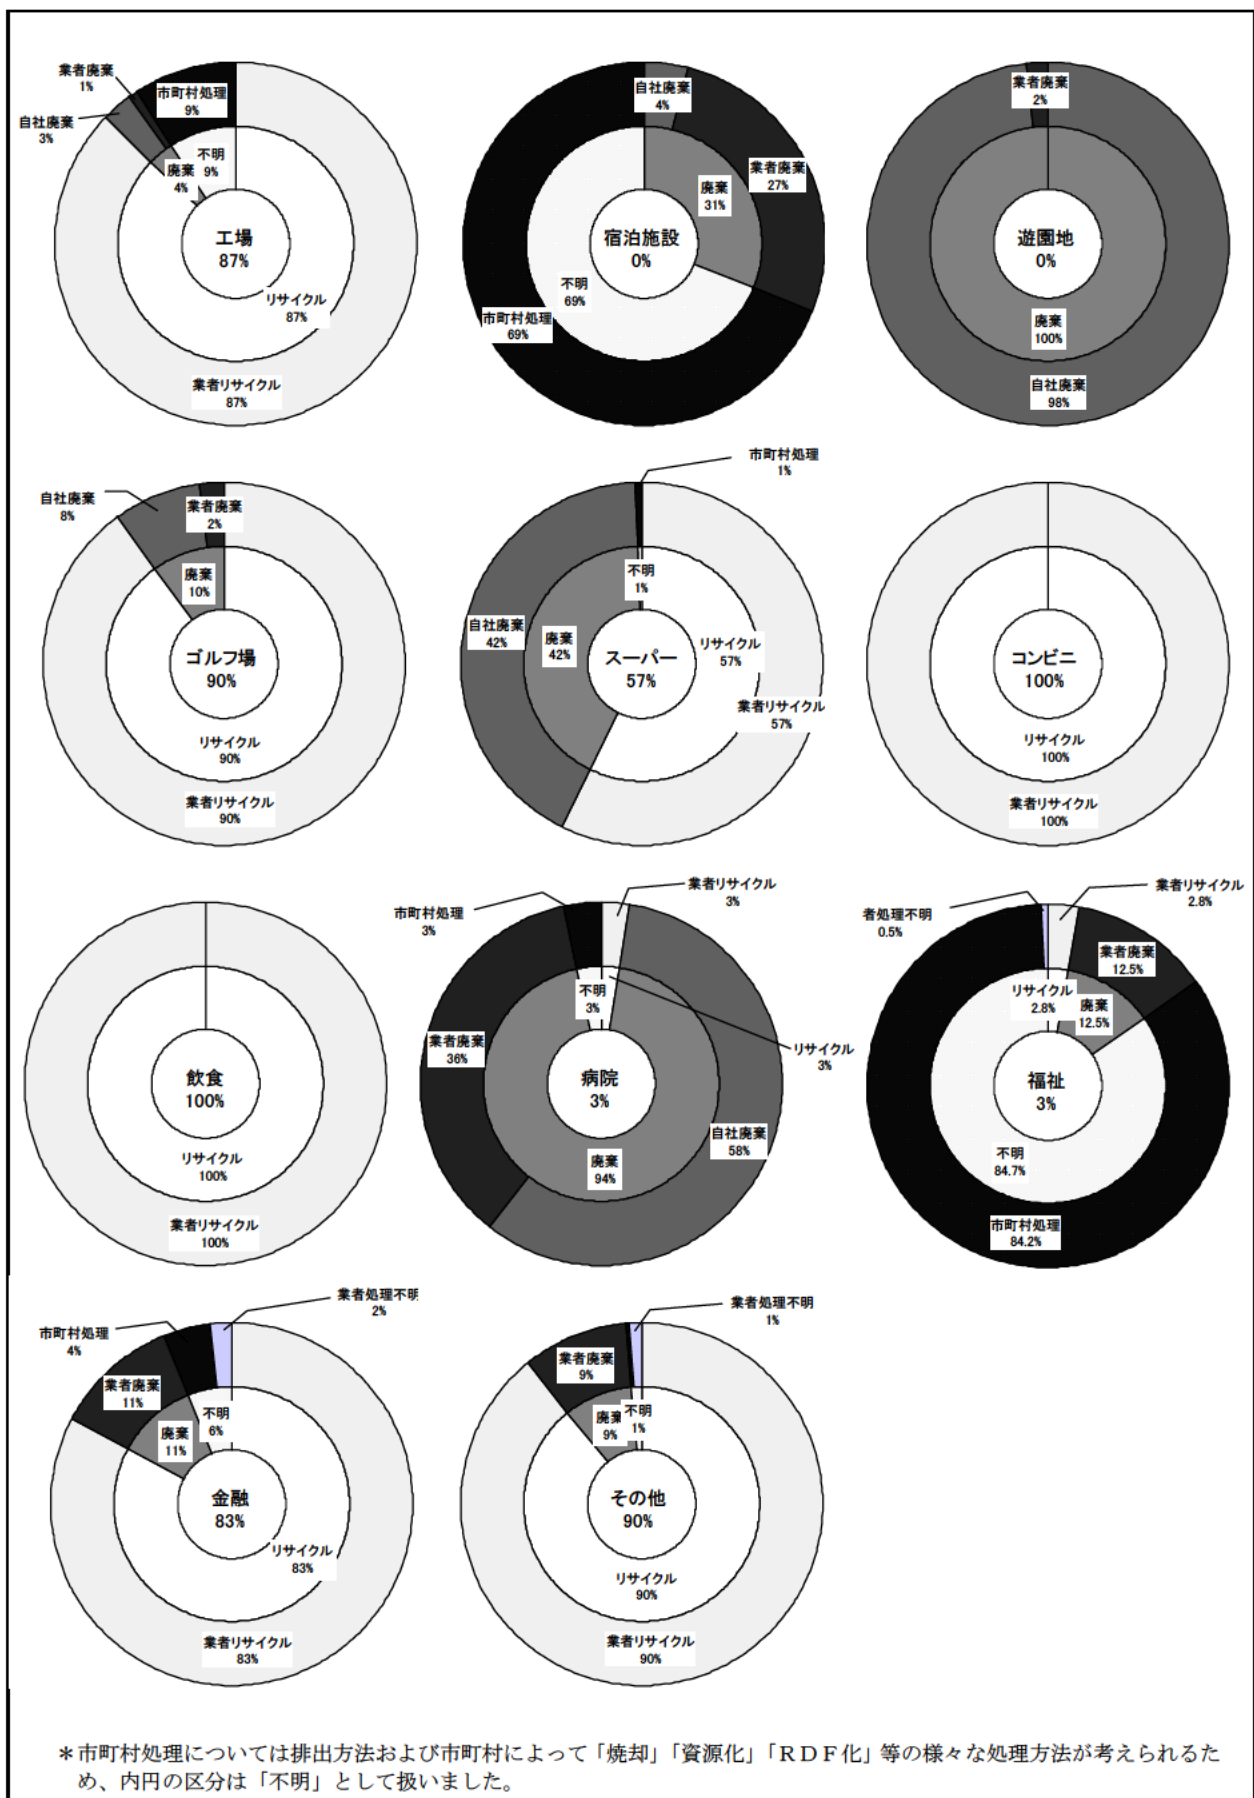 業者廃棄
1%
市町村処理
9%
自社廃棄
3%
廃棄
4%
不明
9%
工場
87%
リサイクル
87%
業者リサイクル
87%
自社廃棄
4%
業者廃棄
27%
廃棄
31%
宿泊施設
0%
不明
69%
市町村処理
69%
業者廃棄
2%
遊園地
0%
廃棄
100%
自社廃棄
98%
自社廃棄
8%
業者廃棄
2%
廃棄
10%
ゴルフ場
90%
リサイクル
90%
業者リサイクル
90%
市町村処理
1%
不明
1%
自社廃棄
42%
廃棄
42%
スーパー
57%
リサイクル
57%
業者リサイクル
57%
コンビニ
100%
リサイクル
100%
業者リサイクル
100%
飲食
100%
リサイクル
100%
業者リサイクル
100%
業者リサイクル
3%
市町村処理
3%
不明
3%
業者廃棄
36%
リサイクル
3%
病院
3%
自社廃棄
58%
廃棄
94%
業者リサイクル
2.8%
者処理不明
0.5%
業者廃棄
12.5%
リサイクル
2.8%
廃棄
12.5%
福祉
3%
不明
84.7%
市町村処理
84.2%
業者処理不明
2%
市町村処理
4%
業者廃棄
11%
廃棄
11%
不明
6%
金融
83%
リサイクル
83%
業者リサイクル
83%
業者処理不明
1%
業者廃棄
9%
廃棄
9%
不明
1%
その他
90%
リサイクル
90%
業者リサイクル
90%
＊市町村処理については排出方法および市町村によって「焼却」「資源化」「ＲＤＦ化」等の様々な処理方法が考えられるた
め、内円の区分は「不明」として扱いました。